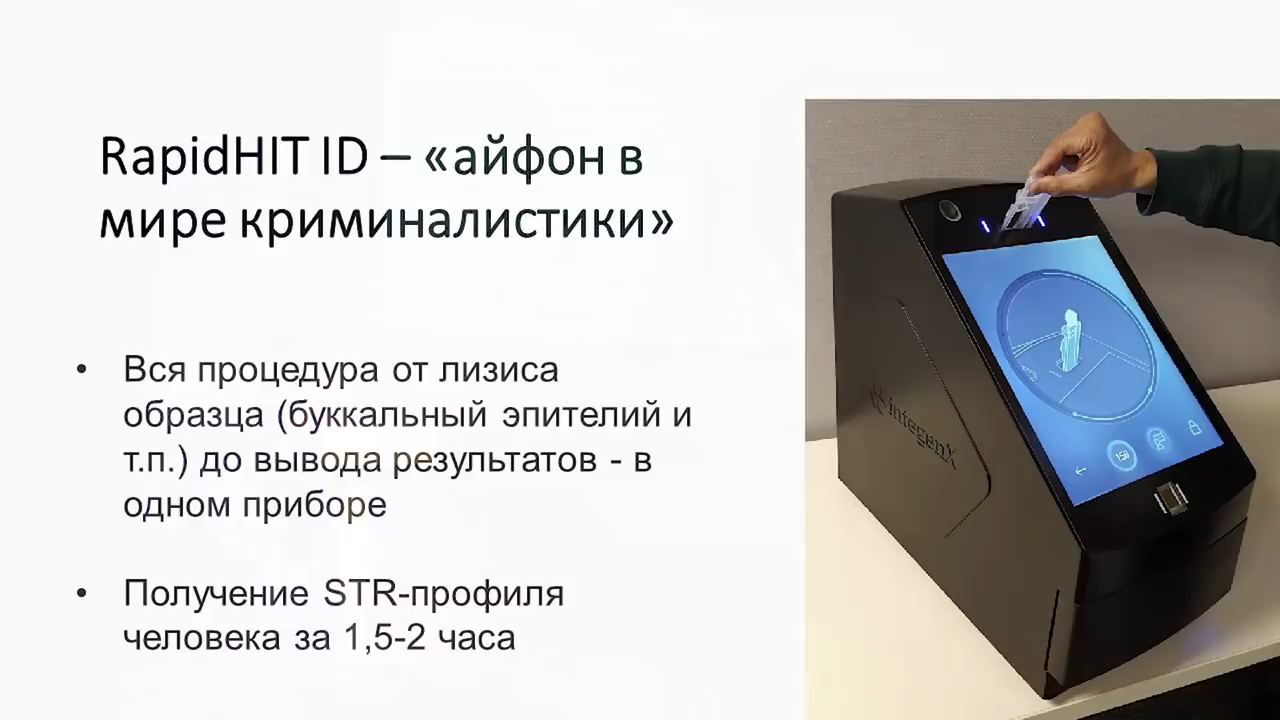 RapidHIT ID – «айфон в
мире криминалистики»
• Вся процедура от лизиса
образца (буккальный эпителий и
т.п.) до вывода результатов - в
одном приборе
• Получение STR-профиля
человека за 1,5-2 часа
integenX